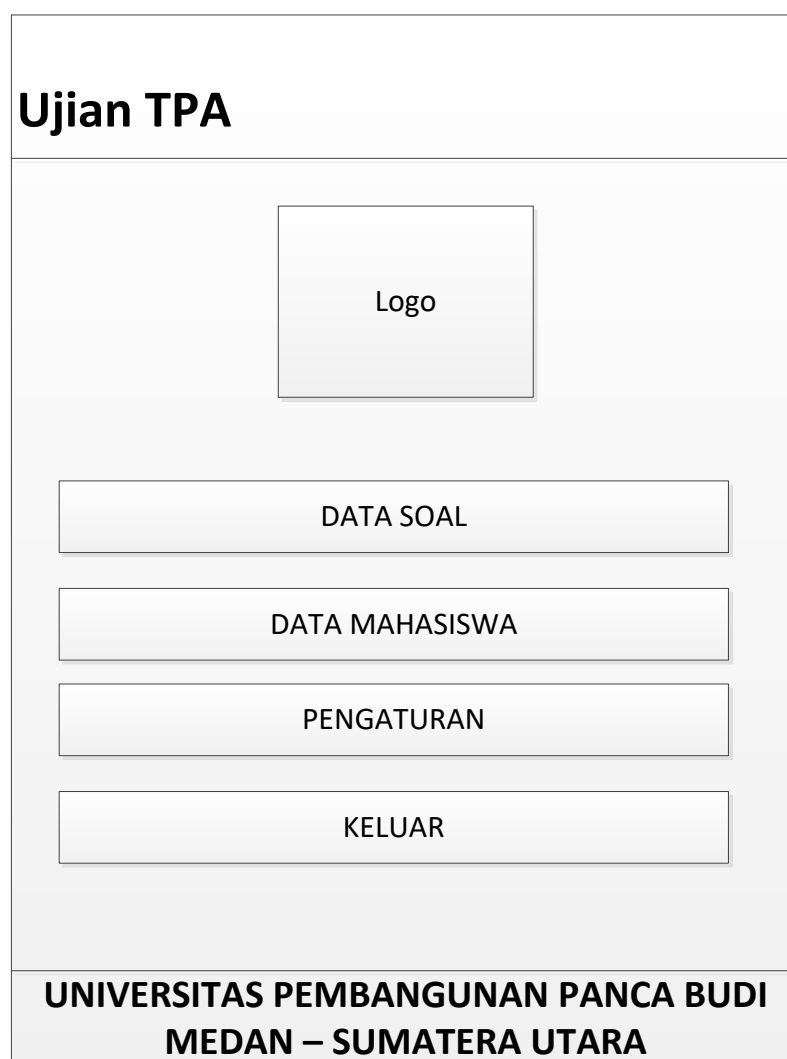 Ujian TPA
Logo
DATA SOAL
DATA MAHASISWA
PENGATURAN
KELUAR
UNIVERSITAS PEMBANGUNAN PANCA BUDI
MEDAN – SUMATERA UTARA